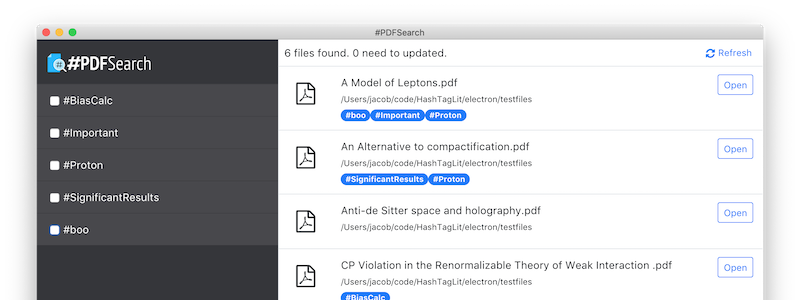 #PDFSearch
#PDFSearch
6 files found. 0 need to updated.
Refresh
#BiasCalc
#Important
#Proton
#SignificantResults
#boo
A Model of Leptons.pdf
/Users/jacob/code/HashTagLit/electron/testfiles
#boo #Important #Proton
Open
An Alternative to compactification.pdf
/Users/jacob/code/HashTagLit/electron/testfiles
#SignificantResults #Proton
Open
Anti-de Sitter space and holography.pdf
/Users/jacob/code/HashTagLit/electron/testfiles
Open
CP Violation in the Renormalizable Theory of Weak Interaction .pdf
/Users/jacob/code/HashTagLit/electron/testfiles
#BiasCalc
Open